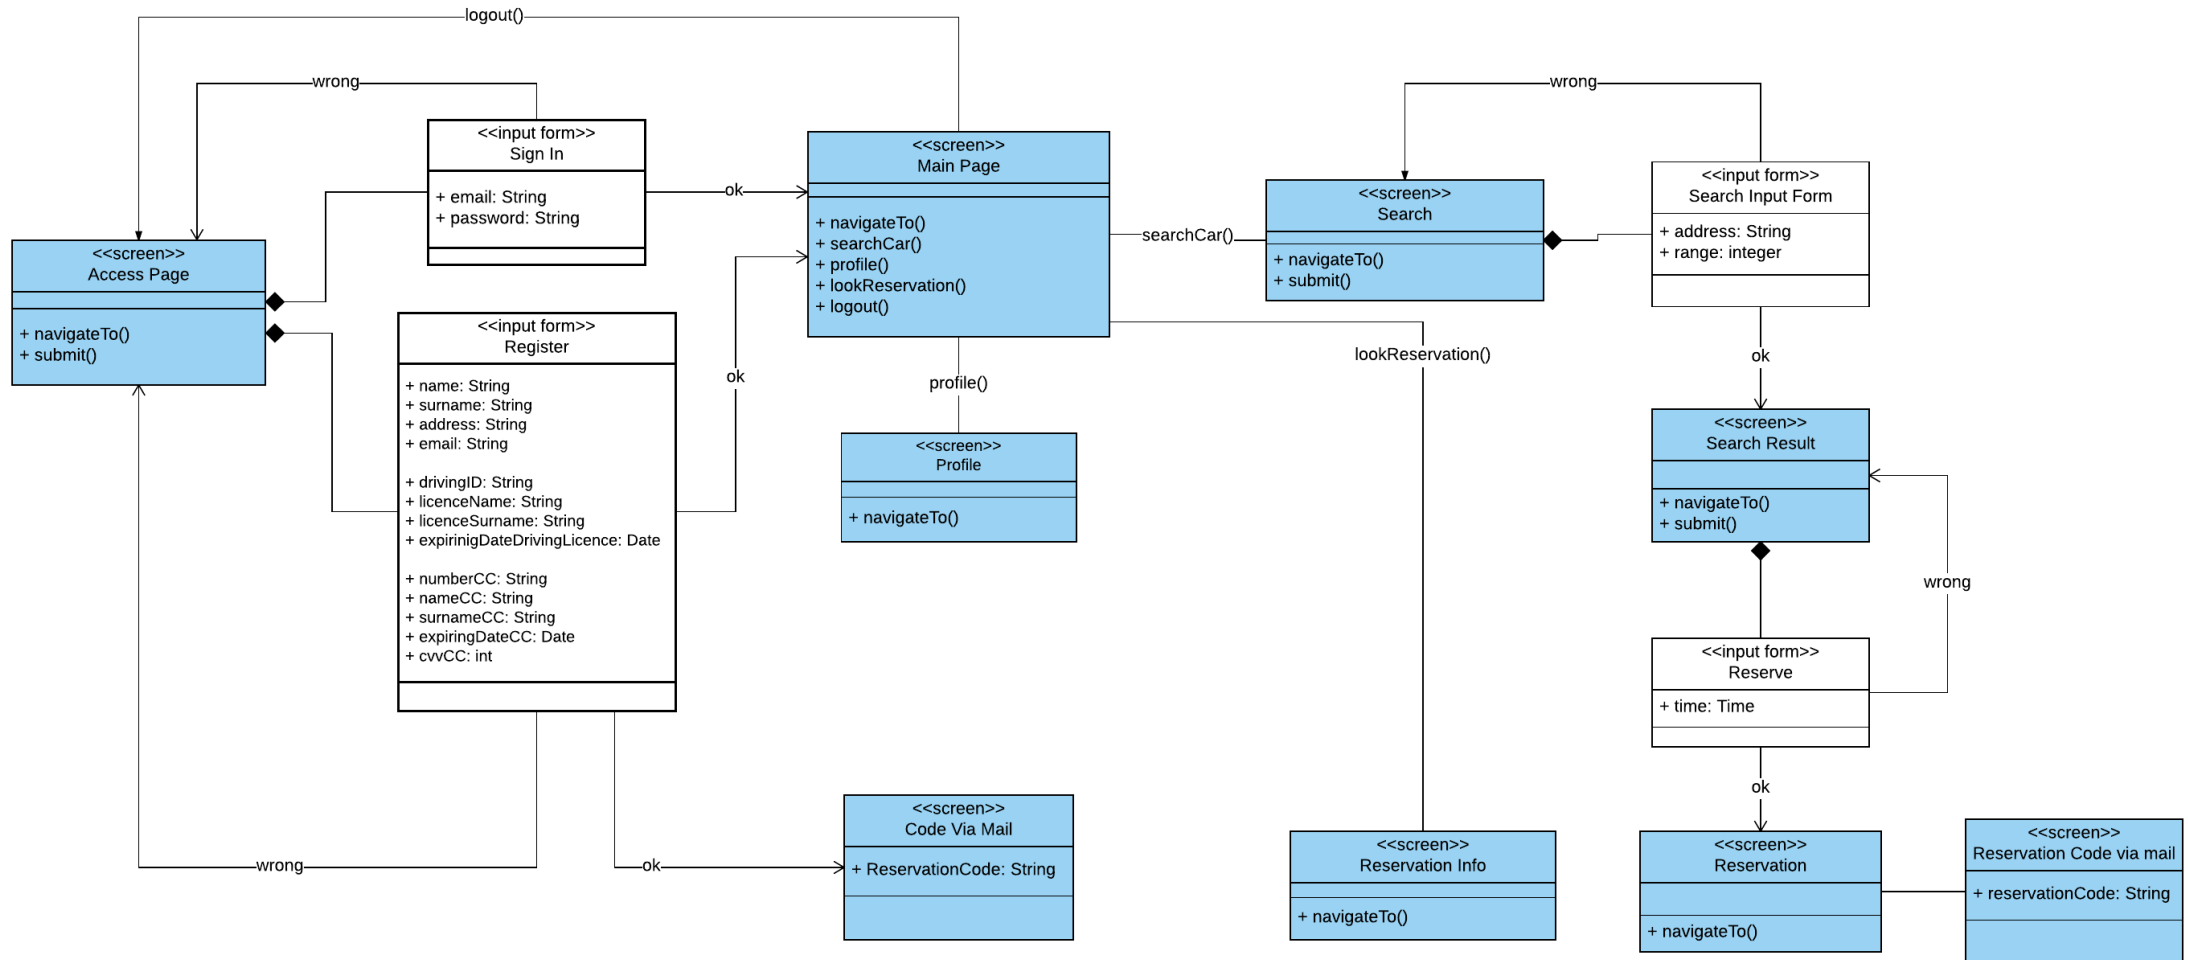 logout()
wrong
<<input form>>
Sign In
+ email: String
+ password: String
ok
<<screen>>
Access Page
+ navigateTo()
+ submit()
<<input form>>
Register
+ name: String
+ surname: String
+ address: String
+ email: String
+ drivingID: String
+ licenceName: String
+ licenceSurname: String
+ expirinigDateDrivingLicence: Date
+ numberCC: String
+ nameCC: String
+ surnameCC: String
+ expiringDateCC: Date
+ cvvCC: int
ok
wrong
ok
<<screen>>
Main Page
+ navigateTo()
+ searchCar()
+ profile()
+ lookReservation()
+ logout()
profile()
<<screen>>
Profile
+ navigateTo()
<<screen>>
Code Via Mail
+ ReservationCode: String
searchCar()
lookReservation()
<<screen>>
Reservation Info
+ navigateTo()
<<screen>>
Search
+ navigateTo()
+ submit()
wrong
<<input form>>
Search Input Form
+ address: String
+ range: integer
ok
<<screen>>
Search Result
+ navigateTo()
+ submit()
wrong
<<input form>>
Reserve
+ time: Time
ok
<<screen>>
Reservation
+ navigateTo()
<<screen>>
Reservation Code via mail
+ reservationCode: String